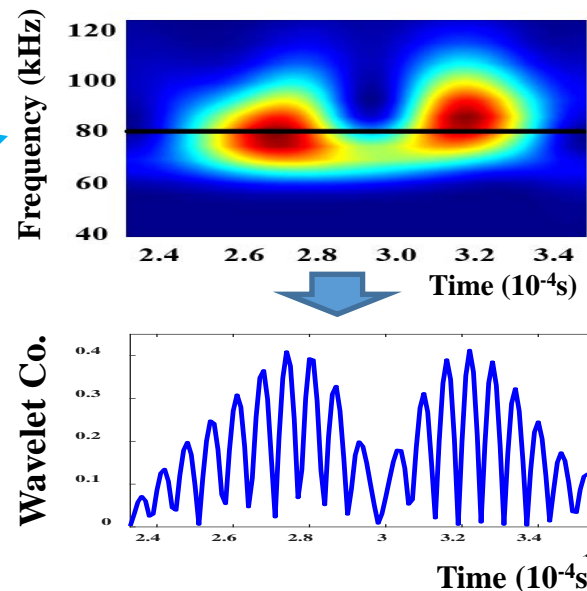 Frequency (kHz)
120
100
80
60
40
2.4 2.6 2.8 3.0 3.2 3.4
Time (10-4s)
Wavelet Co.
0.4
0.3
0.2
0.1
0
2.4 2.6 2.8 3 3.2 3.4
Time (10-4s